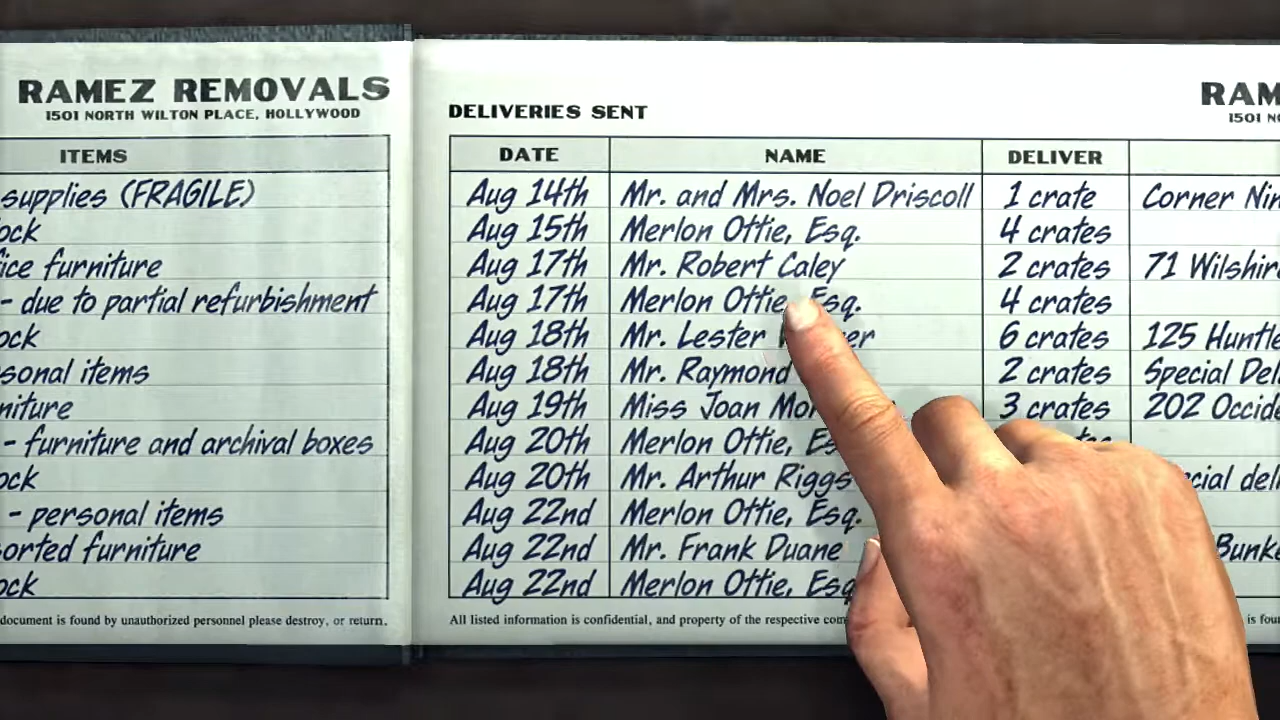 RAMEZ REMOVALS
1501 NORTH WILTON PLACE, HOLLYWOOD
ITEMS
supplies (FRAGILE)
ock
ice furniture
- due to partial refurbishment
ock
sonal items
niture
- furniture and archival boxes
ock
- personal items
orted furniture
ock
document is found by unauthorized personnel please destroy, or return.
DELIVERIES SENT
RAM
1501 NO
DATE NAME DELIVER
Aug 14th Mr. and Mrs. Noel Driscoll 1 crate Corner Nin
Aug 15th Merlon Ottie, Esq. 4 crates
Aug 17th Mr. Robert Caley 2 crates 71 Wilshir
Aug 17th Merlon Ottie, Esq. 4 crates
Aug 18th Mr. Lester er 6 crates 125 Huntle
Aug 18th Mr. Raymond 2 crates Special Del
Aug 19th Miss Joan Mo 3 crates 202 Occide
Aug 20th Merlon Ottie, Es
Aug 20th Mr. Arthur Riggs cial deli
Aug 22nd Merlon Ottie, Esq.
Aug 22nd Mr. Frank Duane Bunke
Aug 22nd Merlon Ottie, Esq
All listed information is confidential, and property of the respective com is foun